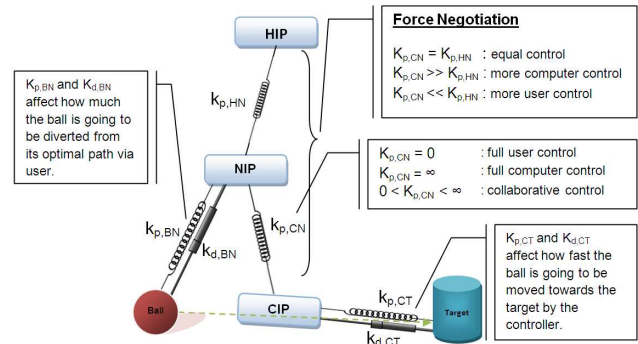 HIP
Force Negotiation
Kp,CN = Kp,HN : equal control
Kp,CN >> Kp,HN : more computer control
Kp,CN << Kp,HN : more user control
Kp,BN and Kd,BN
affect how much
the ball is going to
be diverted from
its optimal path via
user.
kp,HN
NIP
Kp,CN = 0 : full user control
Kp,CN = ∞ : full computer control
0 < Kp,CN < ∞ : collaborative control
kp,BN
kd,BN
kp,CN
Kp,CT and Kd,CT
affect how fast the
ball is going to be
moved towards the
target by the
controller.
kp,CT
Ball
CIP
Target
kd,CT